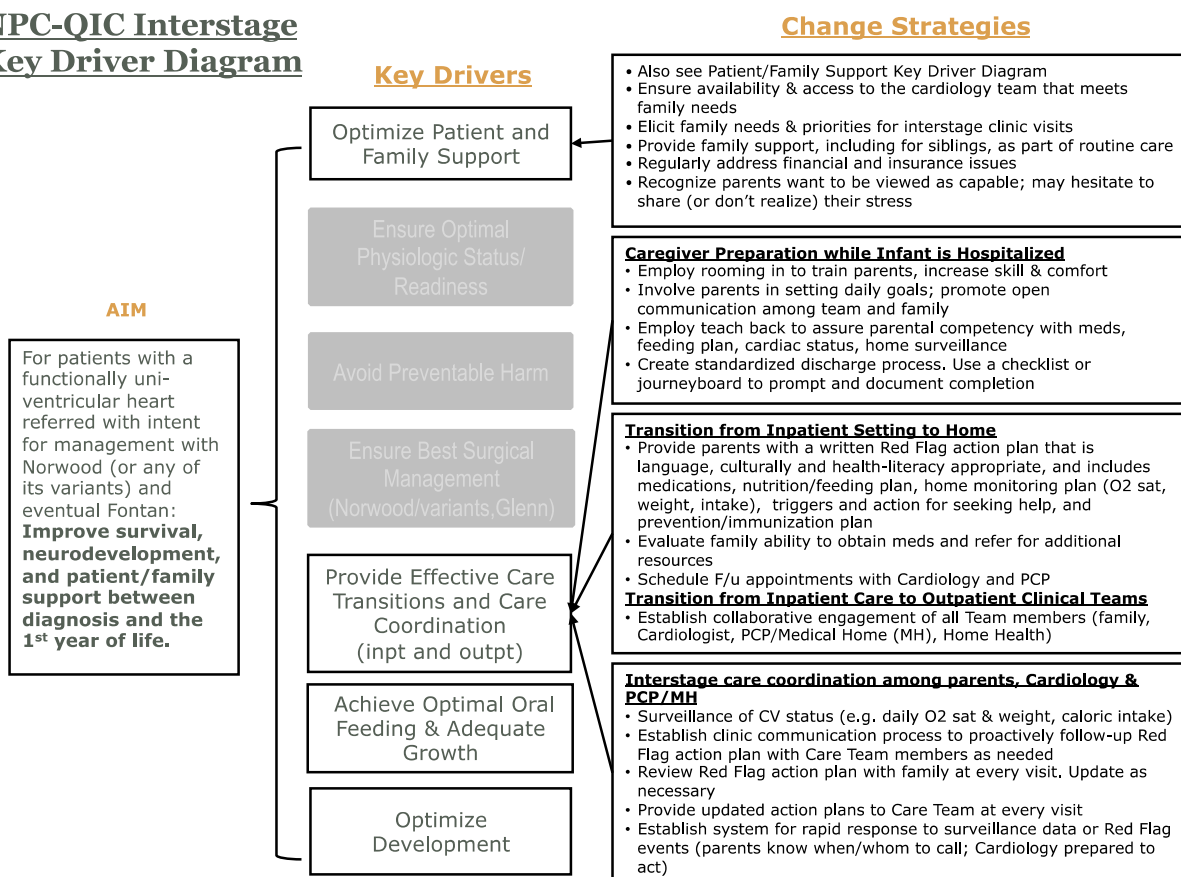 NPC-QIC Interstage
Key Driver Diagram
Key Drivers
Change Strategies
AIM
For patients with a
functionally uni-
ventricular heart
referred with intent
for management with
Norwood (or any of
its variants) and
eventual Fontan:
Improve survival,
neurodevelopment,
and patient/family
support between
diagnosis and the
1st year of life.
Optimize Patient and
Family Support
Ensure Optimal
Physiologic Status/
Readiness
Avoid Preventable Harm
Ensure Best Surgical
Management
(Norwood/variants,Glenn)
Provide Effective Care
Transitions and Care
Coordination
(inpt and outpt)
Achieve Optimal Oral
Feeding & Adequate
Growth
Optimize
Development
• Also see Patient/Family Support Key Driver Diagram
• Ensure availability & access to the cardiology team that meets
family needs
• Elicit family needs & priorities for interstage clinic visits
• Provide family support, including for siblings, as part of routine care
• Regularly address financial and insurance issues
• Recognize parents want to be viewed as capable; may hesitate to
share (or don't realize) their stress
Caregiver Preparation while Infant is Hospitalized
• Employ rooming in to train parents, increase skill & comfort
• Involve parents in setting daily goals; promote open
communication among team and family
• Employ teach back to assure parental competency with meds,
feeding plan, cardiac status, home surveillance
• Create standardized discharge process. Use a checklist or
journeyboard to prompt and document completion
Transition from Inpatient Setting to Home
• Provide parents with a written Red Flag action plan that is
language, culturally and health-literacy appropriate, and includes
medications, nutrition/feeding plan, home monitoring plan (O2 sat,
weight, intake), triggers and action for seeking help, and
prevention/immunization plan
• Evaluate family ability to obtain meds and refer for additional
resources
• Schedule F/u appointments with Cardiology and PCP
Transition from Inpatient Care to Outpatient Clinical Teams
• Establish collaborative engagement of all Team members (family,
Cardiologist, PCP/Medical Home (MH), Home Health)
Interstage care coordination among parents, Cardiology &
PCP/MH
• Surveillance of CV status (e.g. daily O2 sat & weight, caloric intake)
• Establish clinic communication process to proactively follow-up Red
Flag action plan with Care Team members as needed
• Review Red Flag action plan with family at every visit. Update as
necessary
• Provide updated action plans to Care Team at every visit
• Establish system for rapid response to surveillance data or Red Flag
events (parents know when/whom to call; Cardiology prepared to
act)